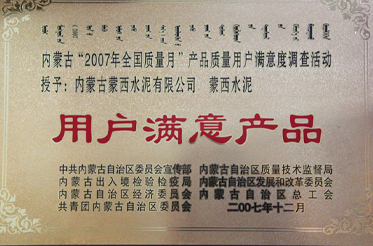 内蒙古“2007年全国质量月”产品质量用户满意度调查活动
授予：内蒙古蒙西水泥有限公司 蒙西水泥
用户满意产品
中共内蒙古自治区委员会宣传部 内蒙古自治区质量技术监督局
内蒙古出入境检验检疫局 内蒙古自治区发展和改革委员会
内蒙古自治区经济委员会 内蒙古自治区总工会
共青团内蒙古自治区委员会 二00七年十二月